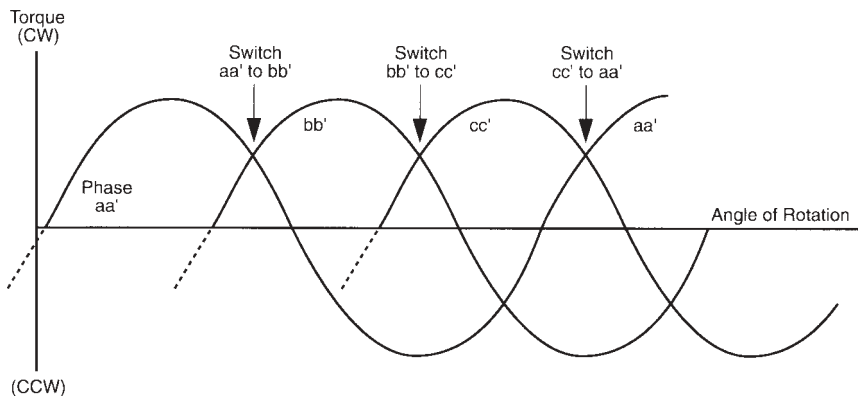 Torque
(CW)
Switch
aa' to bb'
Switch
bb' to cc'
Switch
cc' to aa'
bb'
cc'
aa'
Phase
aa'
Angle of Rotation
(CCW)